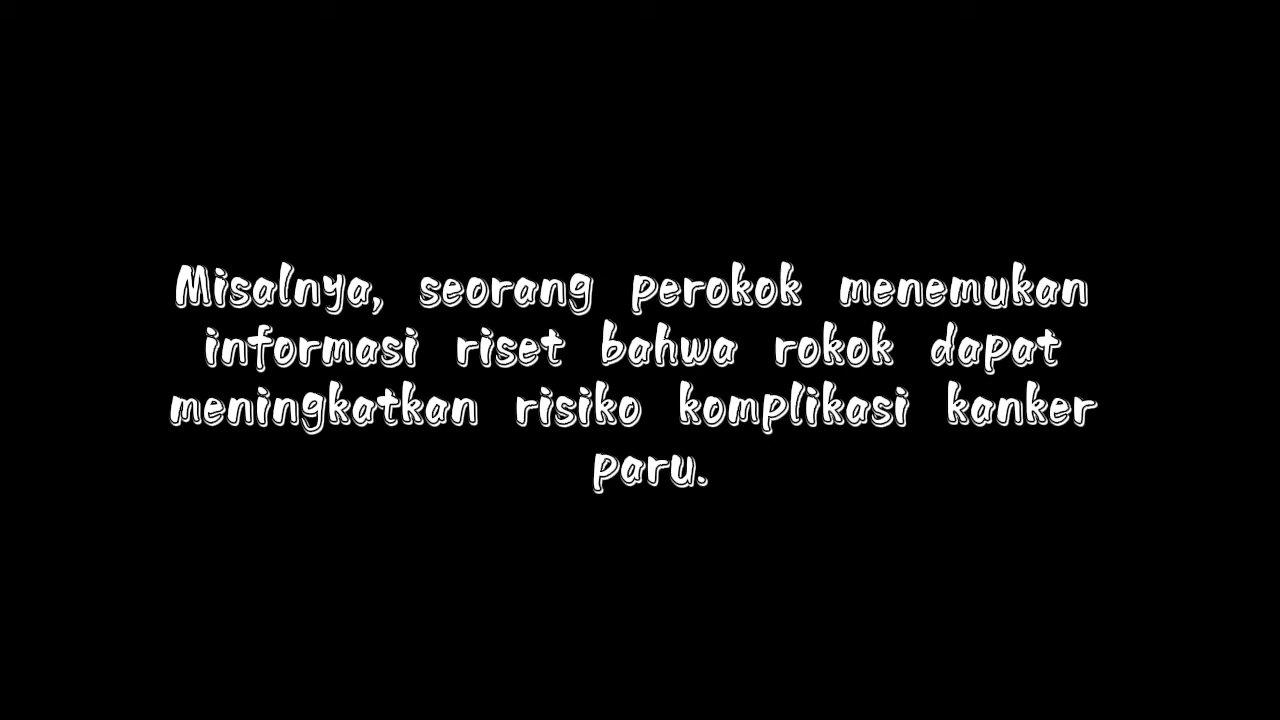 Misalnya, seorang perokok menemukan
informasi riset bahwa rokok dapat
meningkatkan risiko komplikasi kanker
paru.